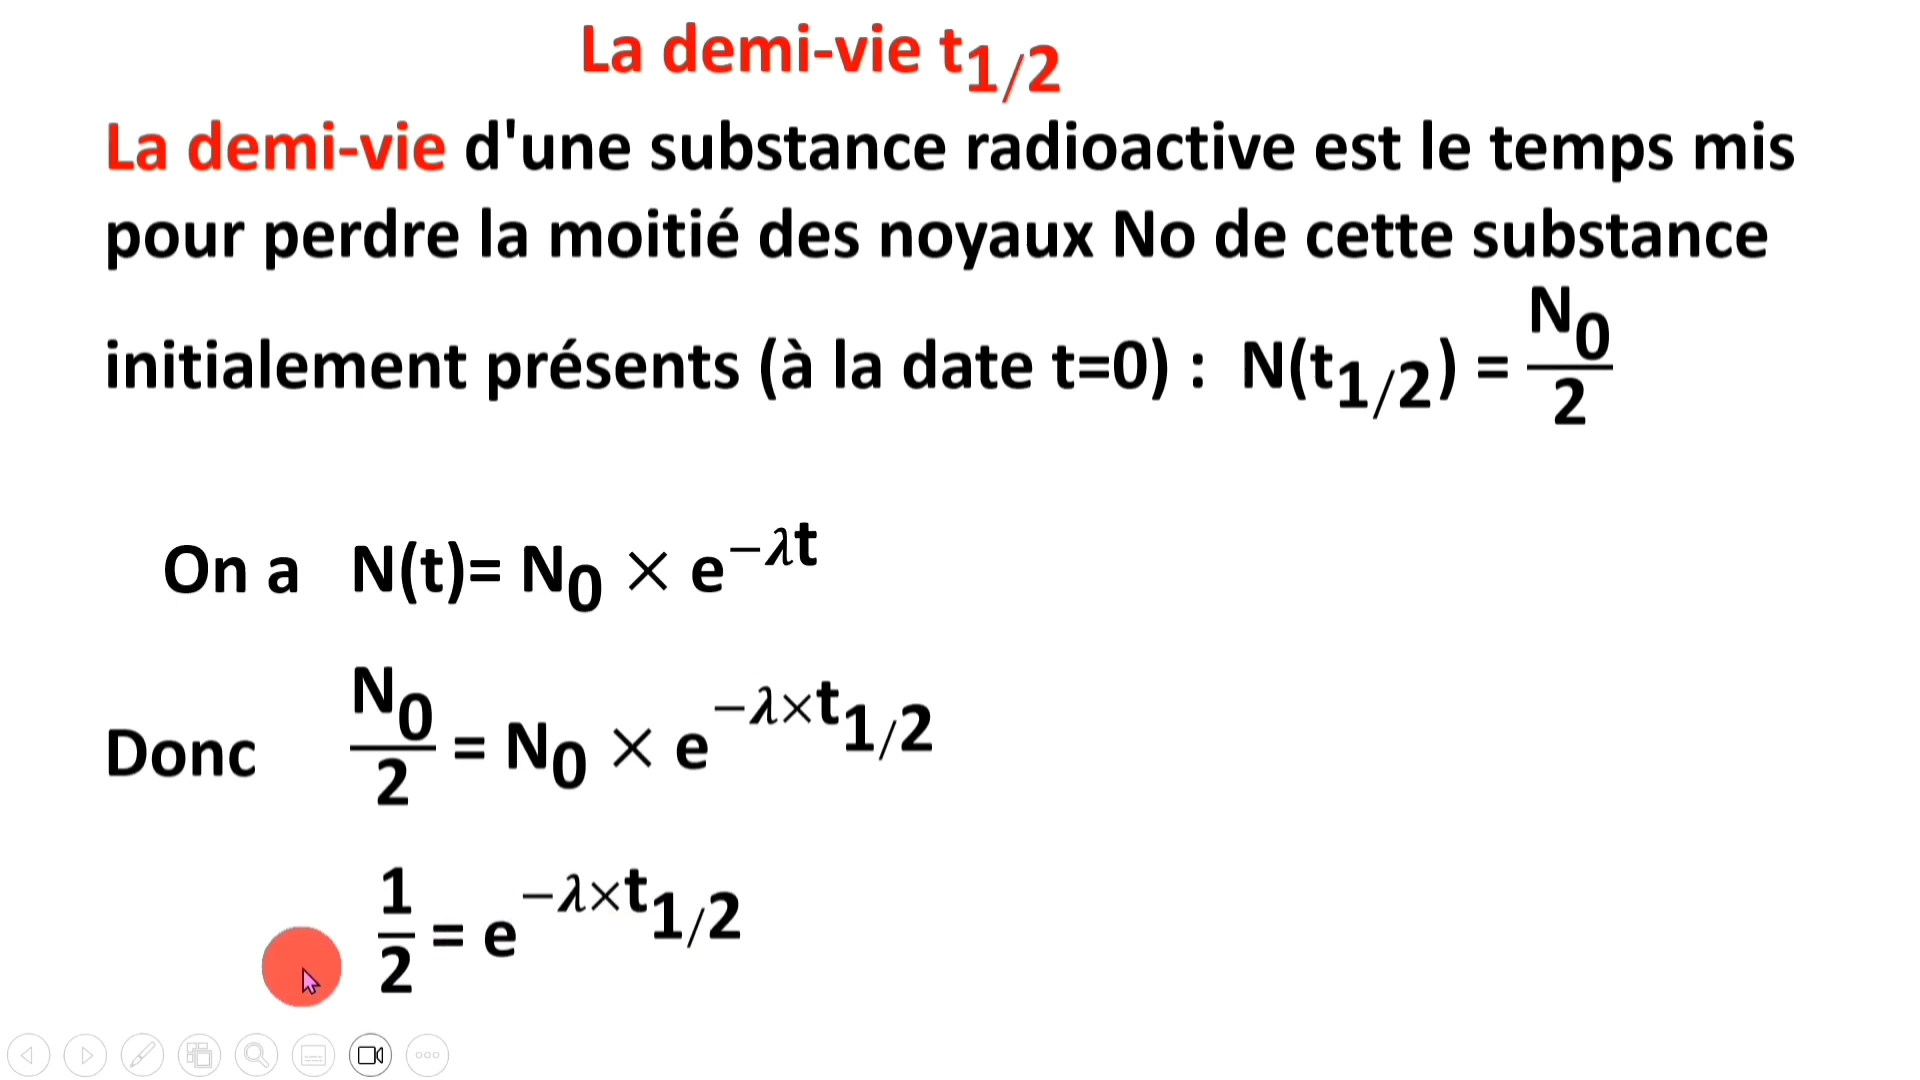 La demi-vie t1/2
La demi-vie d'une substance radioactive est le temps mis
pour perdre la moitié des noyaux No de cette substance
initialement présents (à la date t=0) : N(t1/2) = N0/2
On a N(t)= N0 × e^−λt
Donc N0/2 = N0 × e^−λ×t1/2
1/2 = e^−λ×t1/2